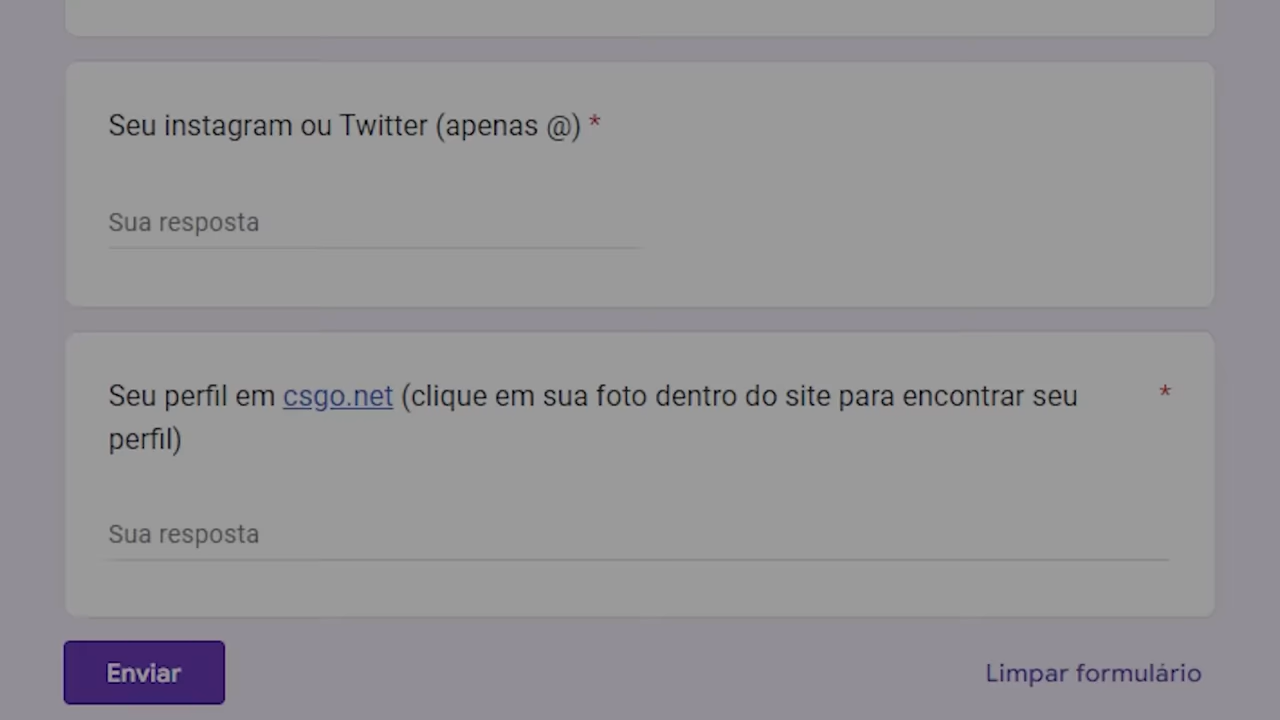 Seu instagram ou Twitter (apenas @) *
Sua resposta
Seu perfil em csgo.net (clique em sua foto dentro do site para encontrar seu *
perfil)
Sua resposta
Enviar
Limpar formulário